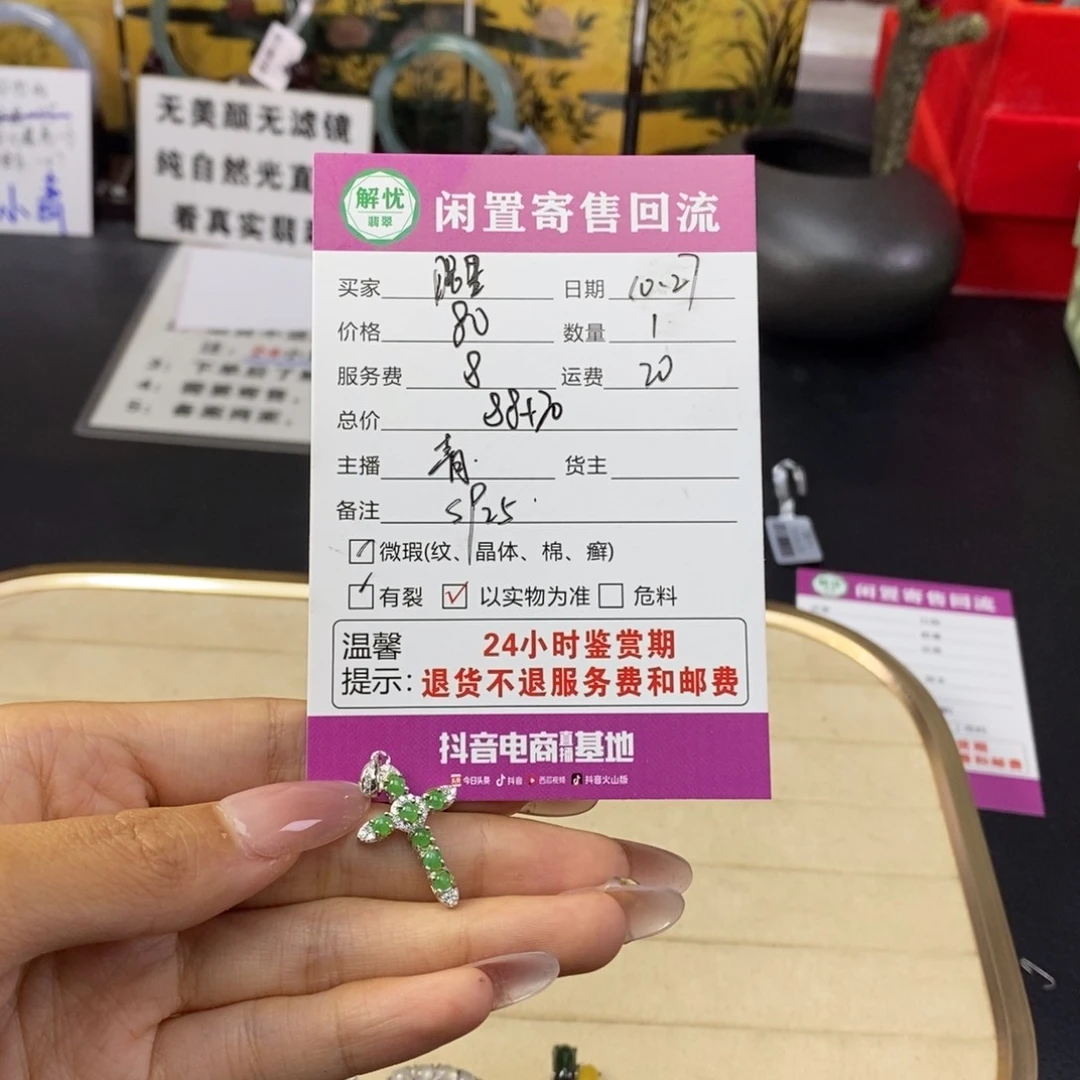 无美颜无滤镜
纯自然光直
看真实翡
解忧
翡翠
闲置寄售回流
买家 日期 10.27
价格 80 数量 1
服务费 8 运费 20
总价 88+20
主播 青 货主
备注 SP25
微瑕(纹、晶体、棉、癣)
有裂 以实物为准 危料
温馨
提示:
24小时鉴赏期
退货不退服务费和邮费
抖音电商直播基地
今日头条 抖音 西瓜视频 抖音火山版
闲置寄售回流